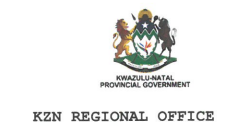 KWAZULU-NATAL
PROVINCIAL GOVERNMENT
KZN REGIONAL OFFICE